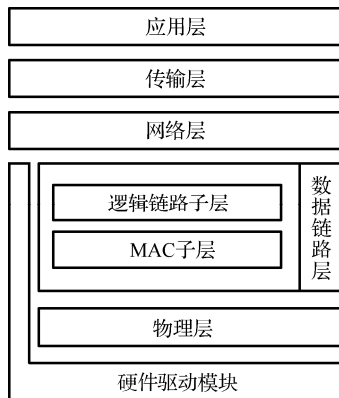 应用层
传输层
网络层
逻辑链路子层
MAC子层
数据链路层
物理层
硬件驱动模块